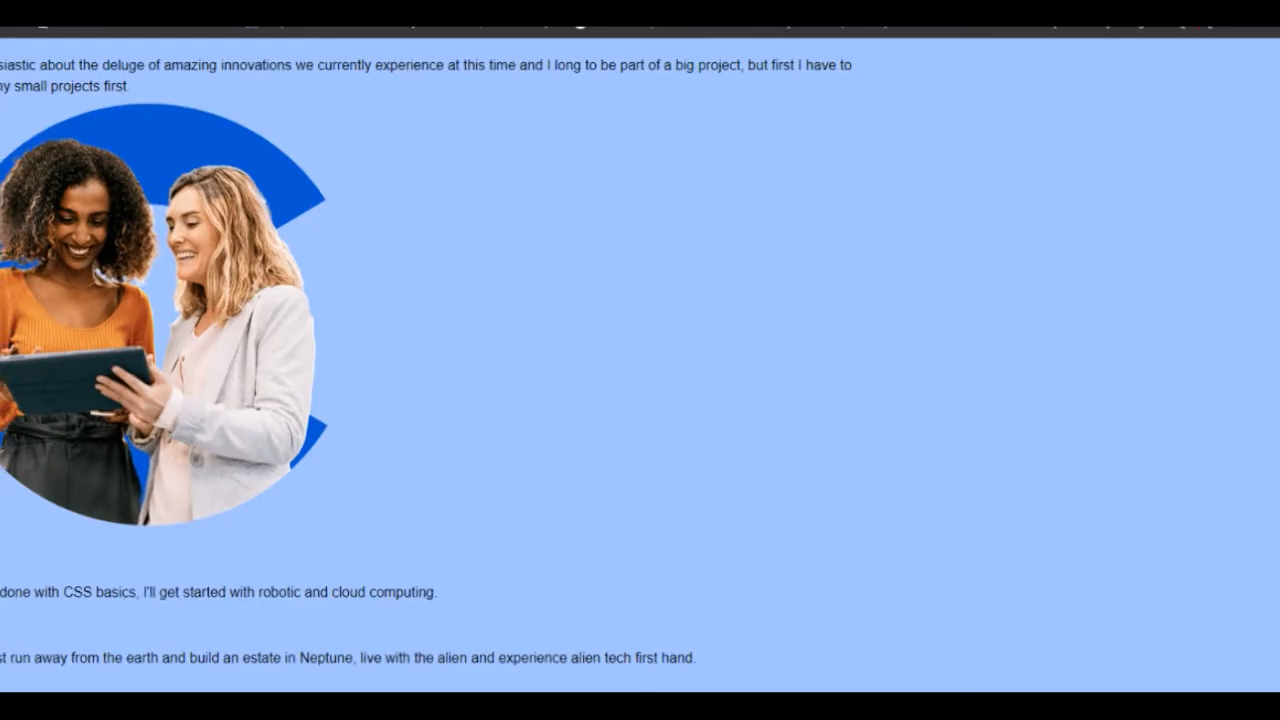 about the deluge of amazing innovations we currently experience at this time and I long to be part of a big project, but first I have to
small projects first.
done with CSS basics, I'll get started with robotic and cloud computing.
run away from the earth and build an estate in Neptune, live with the alien and experience alien tech first hand.